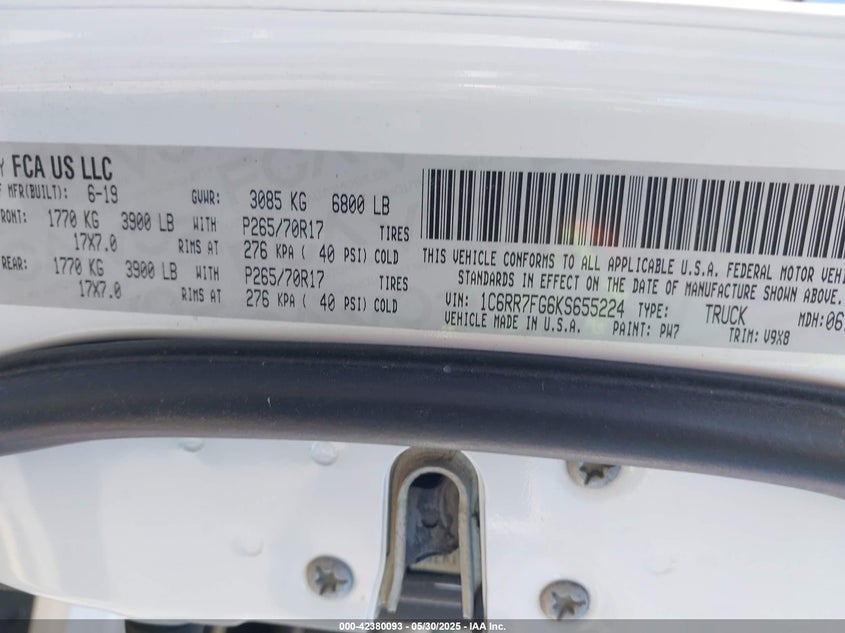 Y FCA US LLC
F MFR(BUILT): 6-19 GVWR: 3085 KG 6800 LB
RONT: 1770 KG 3900 LB WITH P265/70R17 TIRES
17X7.0 RIMS AT 276 KPA ( 40 PSI) COLD
REAR: 1770 KG 3900 LB WITH P265/70R17 TIRES
17X7.0 RIMS AT 276 KPA ( 40 PSI) COLD
THIS VEHICLE CONFORMS TO ALL APPLICABLE U.S.A. FEDERAL MOTOR VEHI
STANDARDS IN EFFECT ON THE DATE OF MANUFACTURE SHOWN ABOVE.
VIN: 1C6RR7FG6KS655224 TYPE: TRUCK MDH:06
VEHICLE MADE IN U.S.A. PAINT: PW7 TRIM: V9X8
000-42380093 - 05/30/2025 - IAA Inc.